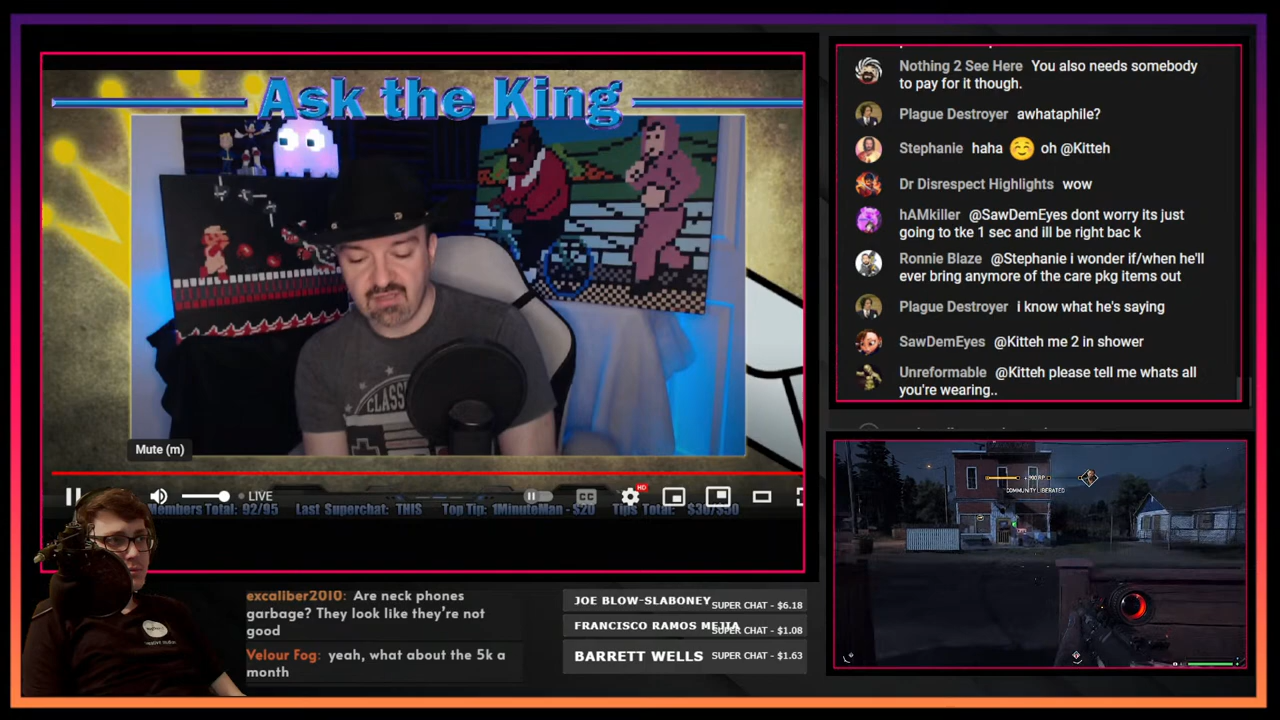 Ask the King
CLASS
Mute (m)
LIVE
CC
HD
Members Total: 92/95 Last Superchat: THIS Top Tip: 1MinuteMan - $20 Tips Total: $30/$50
excaliber2010: Are neck phones
garbage? They look like they're not
good
Velour Fog: yeah, what about the 5k a
month
JOE BLOW-SLABONEY SUPER CHAT - $6.18
FRANCISCO RAMOS MEJIA SUPER CHAT - $1.08
BARRETT WELLS SUPER CHAT - $1.63
Nothing 2 See Here You also needs somebody
to pay for it though.
Plague Destroyer awhataphile?
Stephanie haha ☺️ oh @Kitteh
Dr Disrespect Highlights wow
hAMkiller @SawDemEyes dont worry its just
going to tke 1 sec and ill be right bac k
Ronnie Blaze @Stephanie i wonder if/when he'll
ever bring anymore of the care pkg items out
Plague Destroyer i know what he's saying
SawDemEyes @Kitteh me 2 in shower
Unreformable @Kitteh please tell me whats all
you're wearing..
COMMUNITY LIBERATED